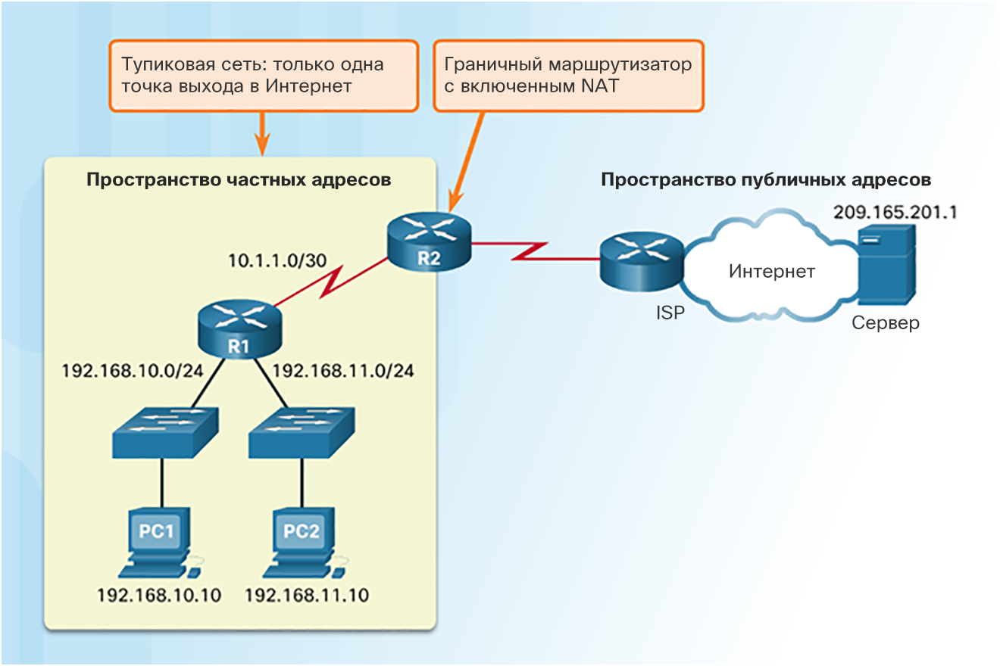 Тупиковая сеть: только одна
точка выхода в Интернет
Граничный маршрутизатор
с включенным NAT
Пространство частных адресов
Пространство публичных адресов
209.165.201.1
R2
10.1.1.0/30
Интернет
ISP
Сервер
R1
192.168.10.0/24
192.168.11.0/24
PC1
PC2
192.168.10.10
192.168.11.10